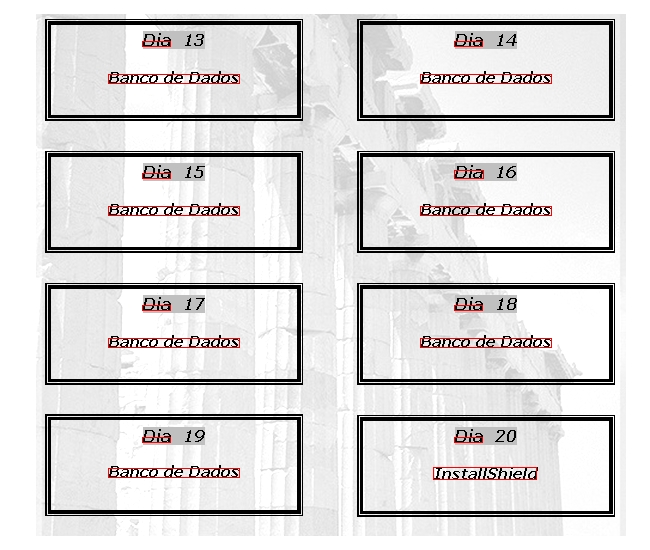 Dia 13
Banco de Dados
Dia 14
Banco de Dados
Dia 15
Banco de Dados
Dia 16
Banco de Dados
Dia 17
Banco de Dados
Dia 18
Banco de Dados
Dia 19
Banco de Dados
Dia 20
InstallShield